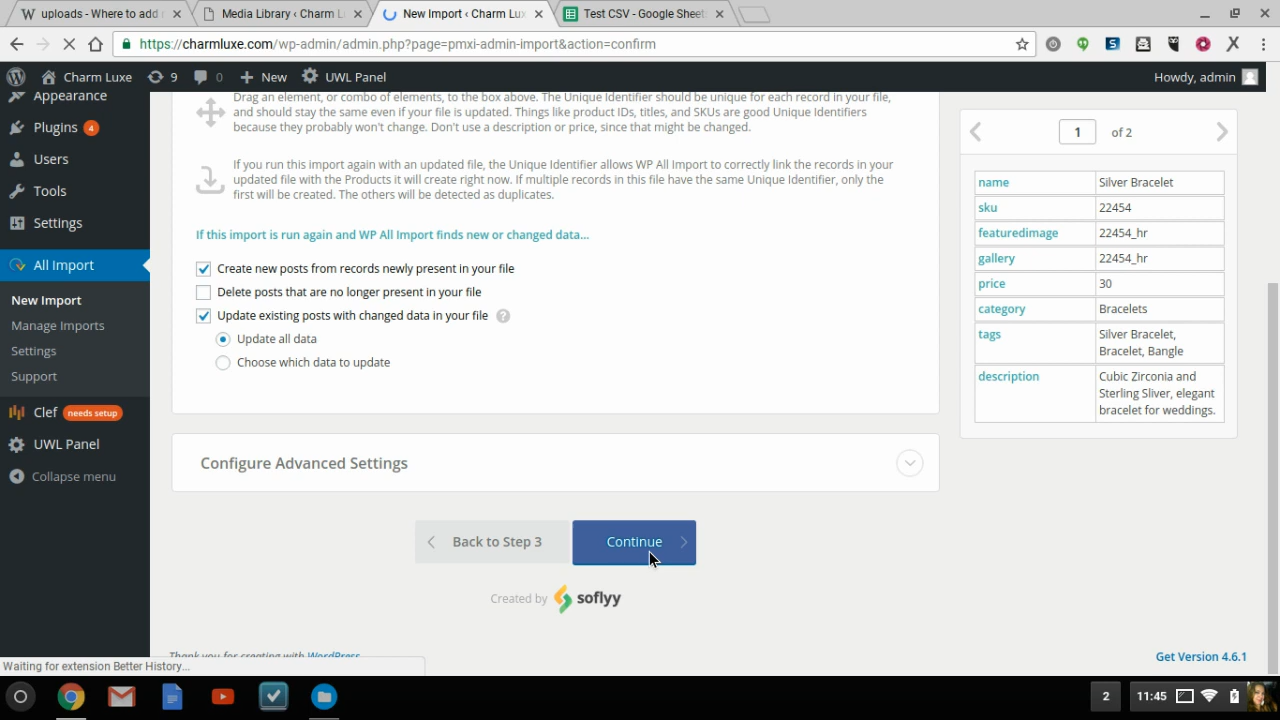 uploads - Where to add
Media Library ‹ Charm L
New Import ‹ Charm Lux
Test CSV - Google Sheet
https://charmluxe.com/wp-admin/admin.php?page=pmxi-admin-import&action=confirm
Charm Luxe
9
0
New
UWL Panel
Howdy, admin
Appearance
Plugins 4
Users
Tools
Settings
All Import
New Import
Manage Imports
Settings
Support
Clef needs setup
UWL Panel
Collapse menu
Drag an element, or combo of elements, to the box above. The Unique Identifier should be unique for each record in your file,
and should stay the same even if your file is updated. Things like product IDs, titles, and SKUs are good Unique Identifiers
because they probably won't change. Don't use a description or price, since that might be changed.
If you run this import again with an updated file, the Unique Identifier allows WP All Import to correctly link the records in your
updated file with the Products it will create right now. If multiple records in this file have the same Unique Identifier, only the
first will be created. The others will be detected as duplicates.
If this import is run again and WP All Import finds new or changed data...
Create new posts from records newly present in your file
Delete posts that are no longer present in your file
Update existing posts with changed data in your file ?
Update all data
Choose which data to update
Configure Advanced Settings
Back to Step 3
Continue
Created by soflyy
Thank you for creating with WordPress
Get Version 4.6.1
1 of 2
name Silver Bracelet
sku 22454
featuredimage 22454_hr
gallery 22454_hr
price 30
category Bracelets
tags Silver Bracelet,
Bracelet, Bangle
description Cubic Zirconia and
Sterling Sliver, elegant
bracelet for weddings.
Waiting for extension Better History...
2
11:45